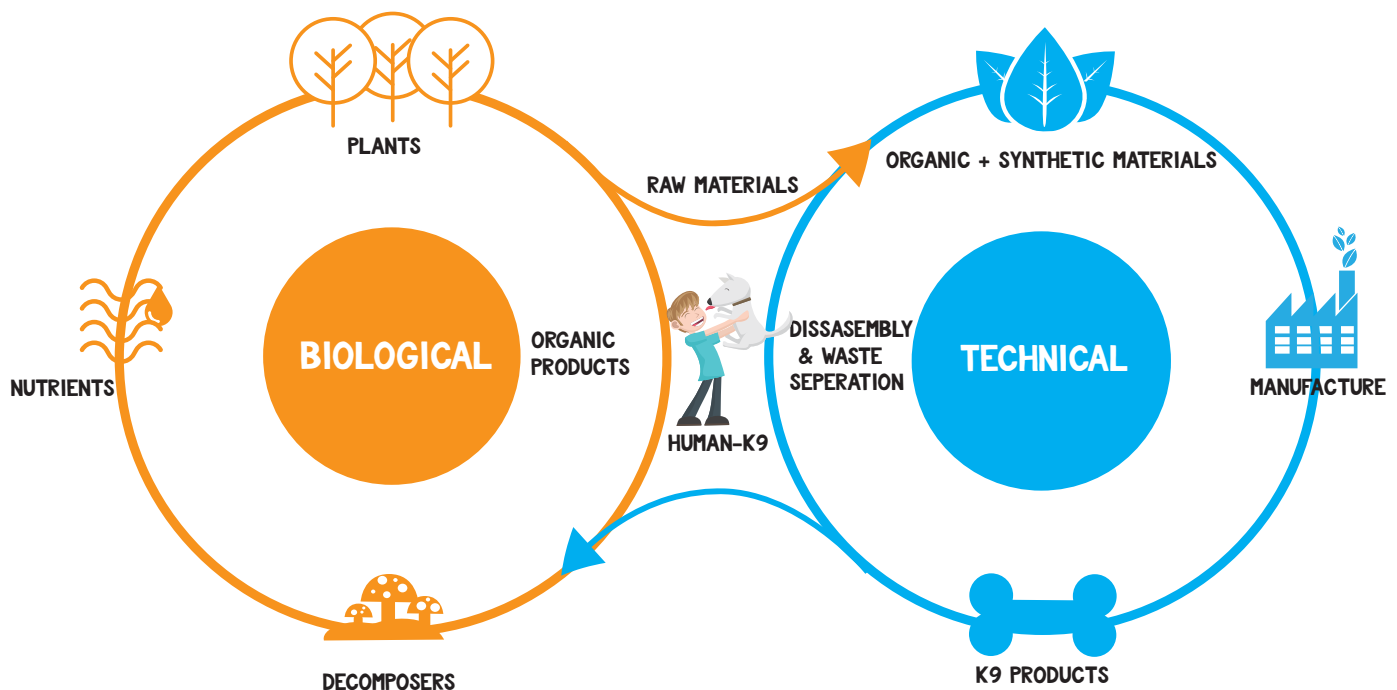 PLANTS
RAW MATERIALS
ORGANIC + SYNTHETIC MATERIALS
BIOLOGICAL
ORGANIC
PRODUCTS
DISSASEMBLY
& WASTE
SEPERATION
TECHNICAL
NUTRIENTS
MANUFACTURE
HUMAN-K9
DECOMPOSERS
K9 PRODUCTS